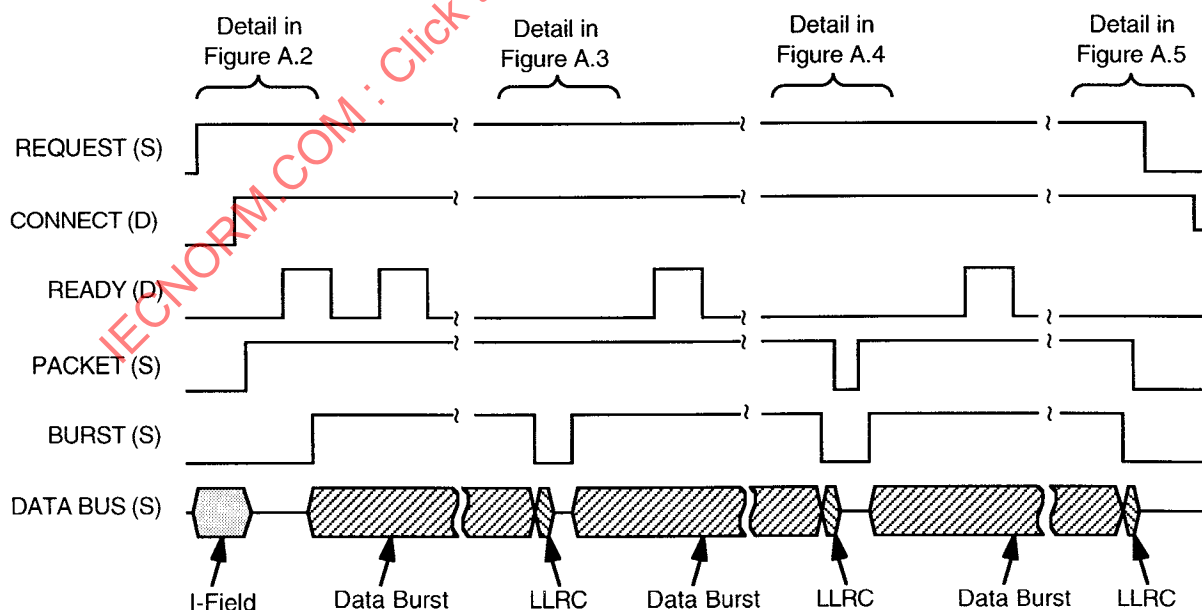 Detail in
Figure A.2
Detail in
Figure A.3
Detail in
Figure A.4
Detail in
Figure A.5
REQUEST (S)
CONNECT (D)
READY (D)
PACKET (S)
BURST (S)
DATA BUS (S)
I-Field
Data Burst
LLRC
Data Burst
LLRC
Data Burst
LLRC
IECNORM.COM : Click